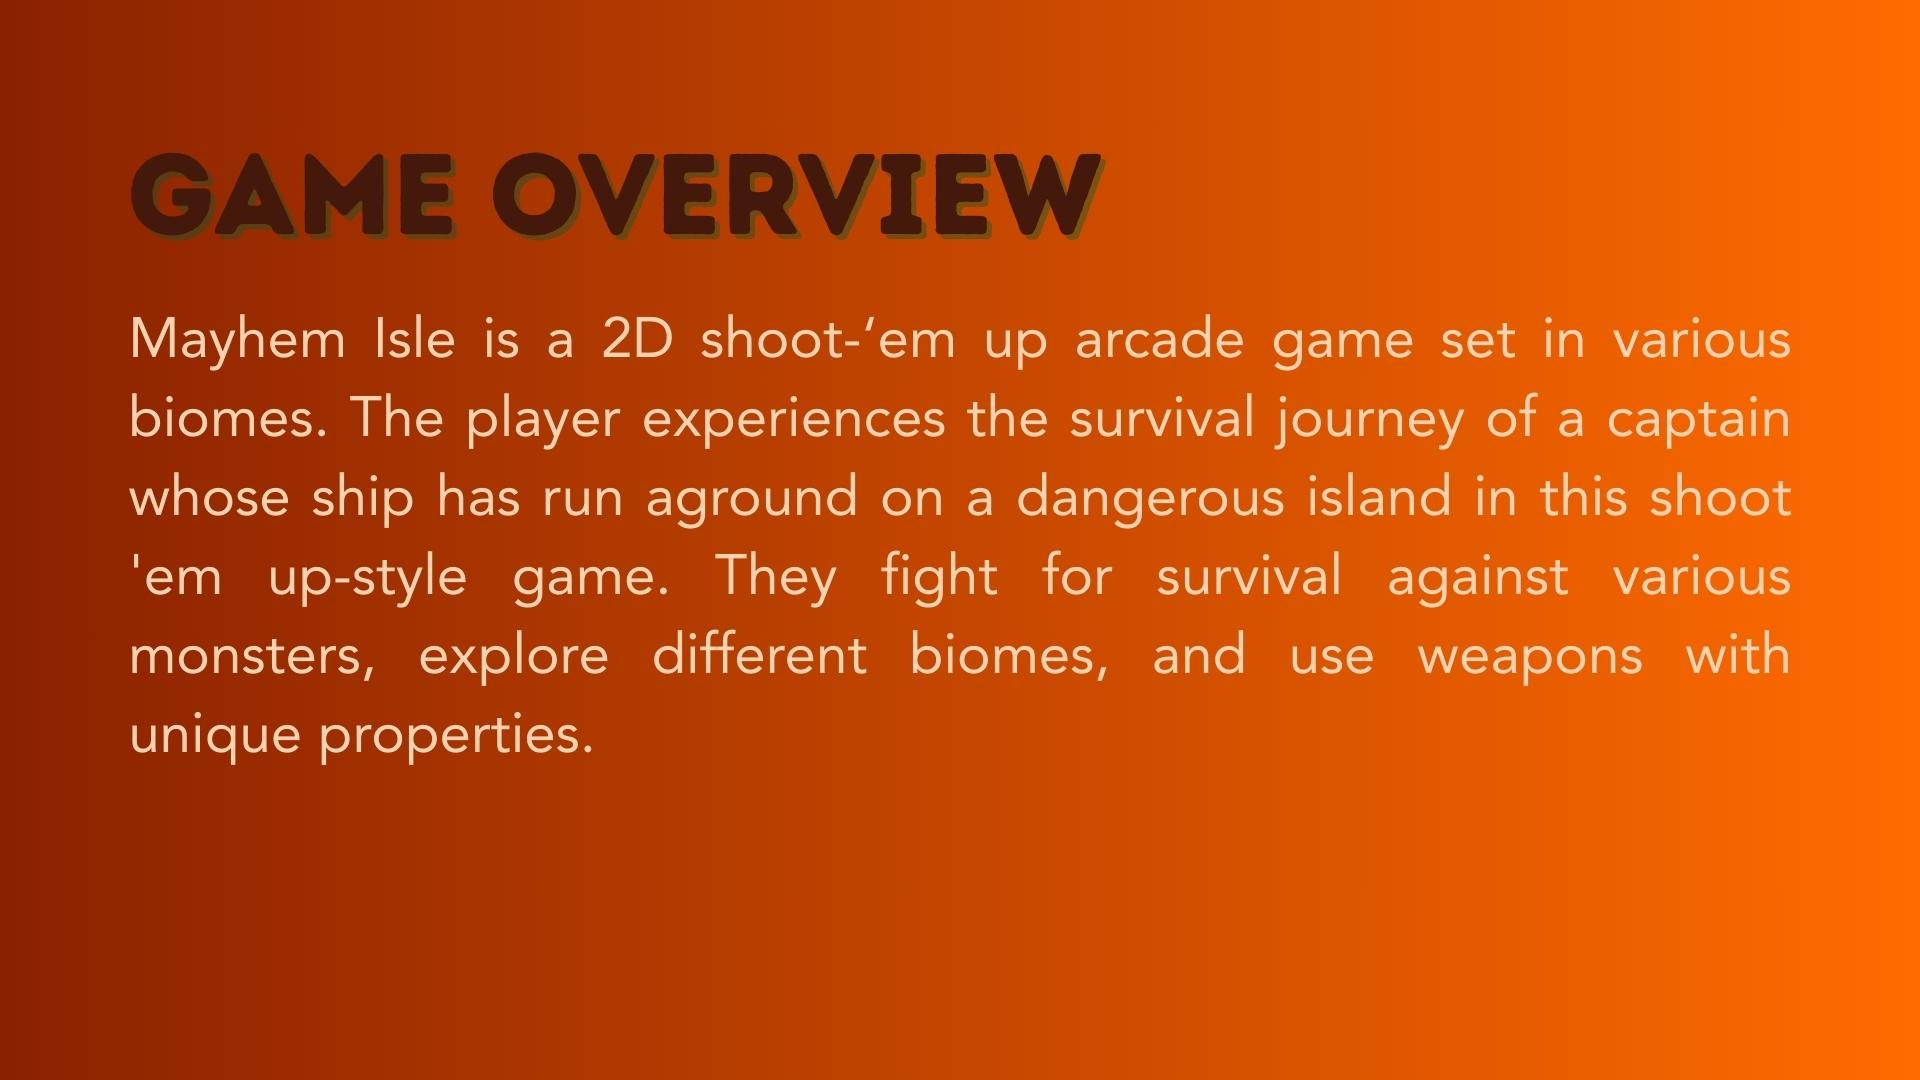 GAME OVERVIEW
Mayhem Isle is a 2D shoot-‘em up arcade game set in various
biomes. The player experiences the survival journey of a captain
whose ship has run aground on a dangerous island in this shoot
'em up-style game. They fight for survival against various
monsters, explore different biomes, and use weapons with
unique properties.